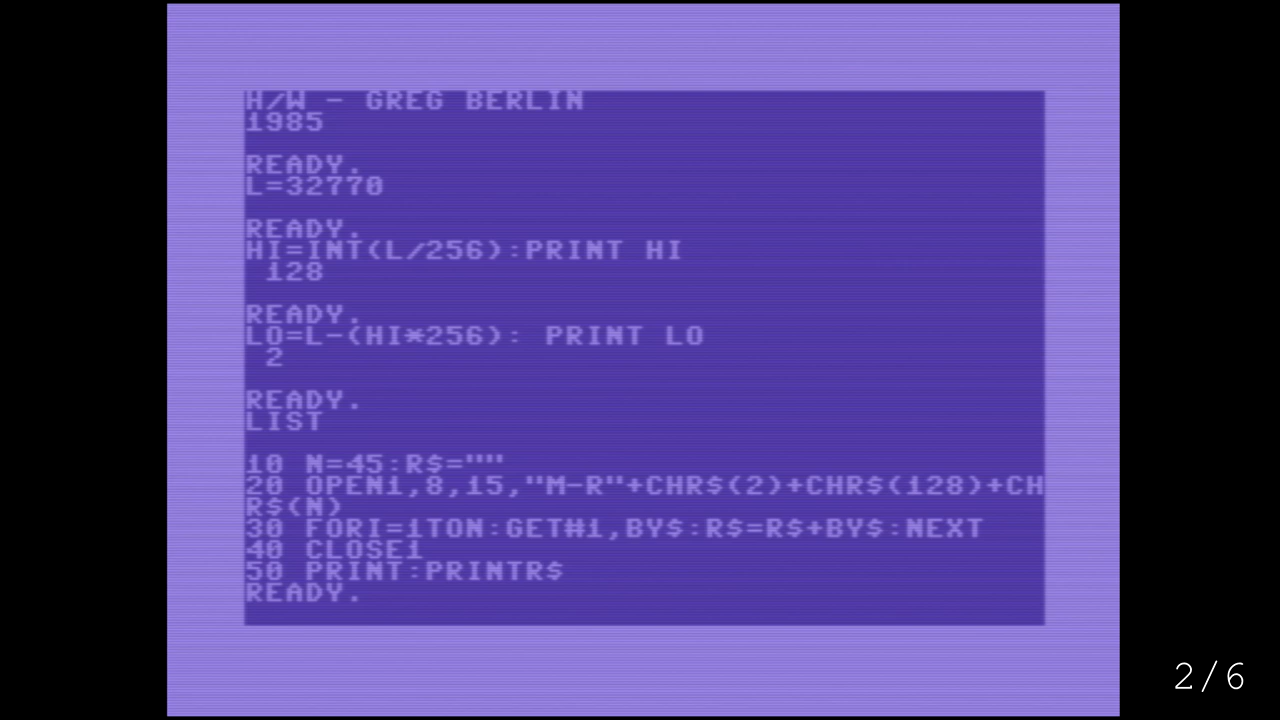 H/W - GREG BERLIN
1985
READY.
L=32770
READY.
HI=INT(L/256):PRINT HI
128
READY.
LO=L-(HI*256): PRINT LO
2
READY.
LIST
10 N=45:R$=""
20 OPEN1,8,15,"M-R"+CHR$(2)+CHR$(128)+CH
R$(N)
30 FORI=1TON:GET#1,BY$:R$=R$+BY$:NEXT
40 CLOSE1
50 PRINT:PRINTR$
READY.
2/6